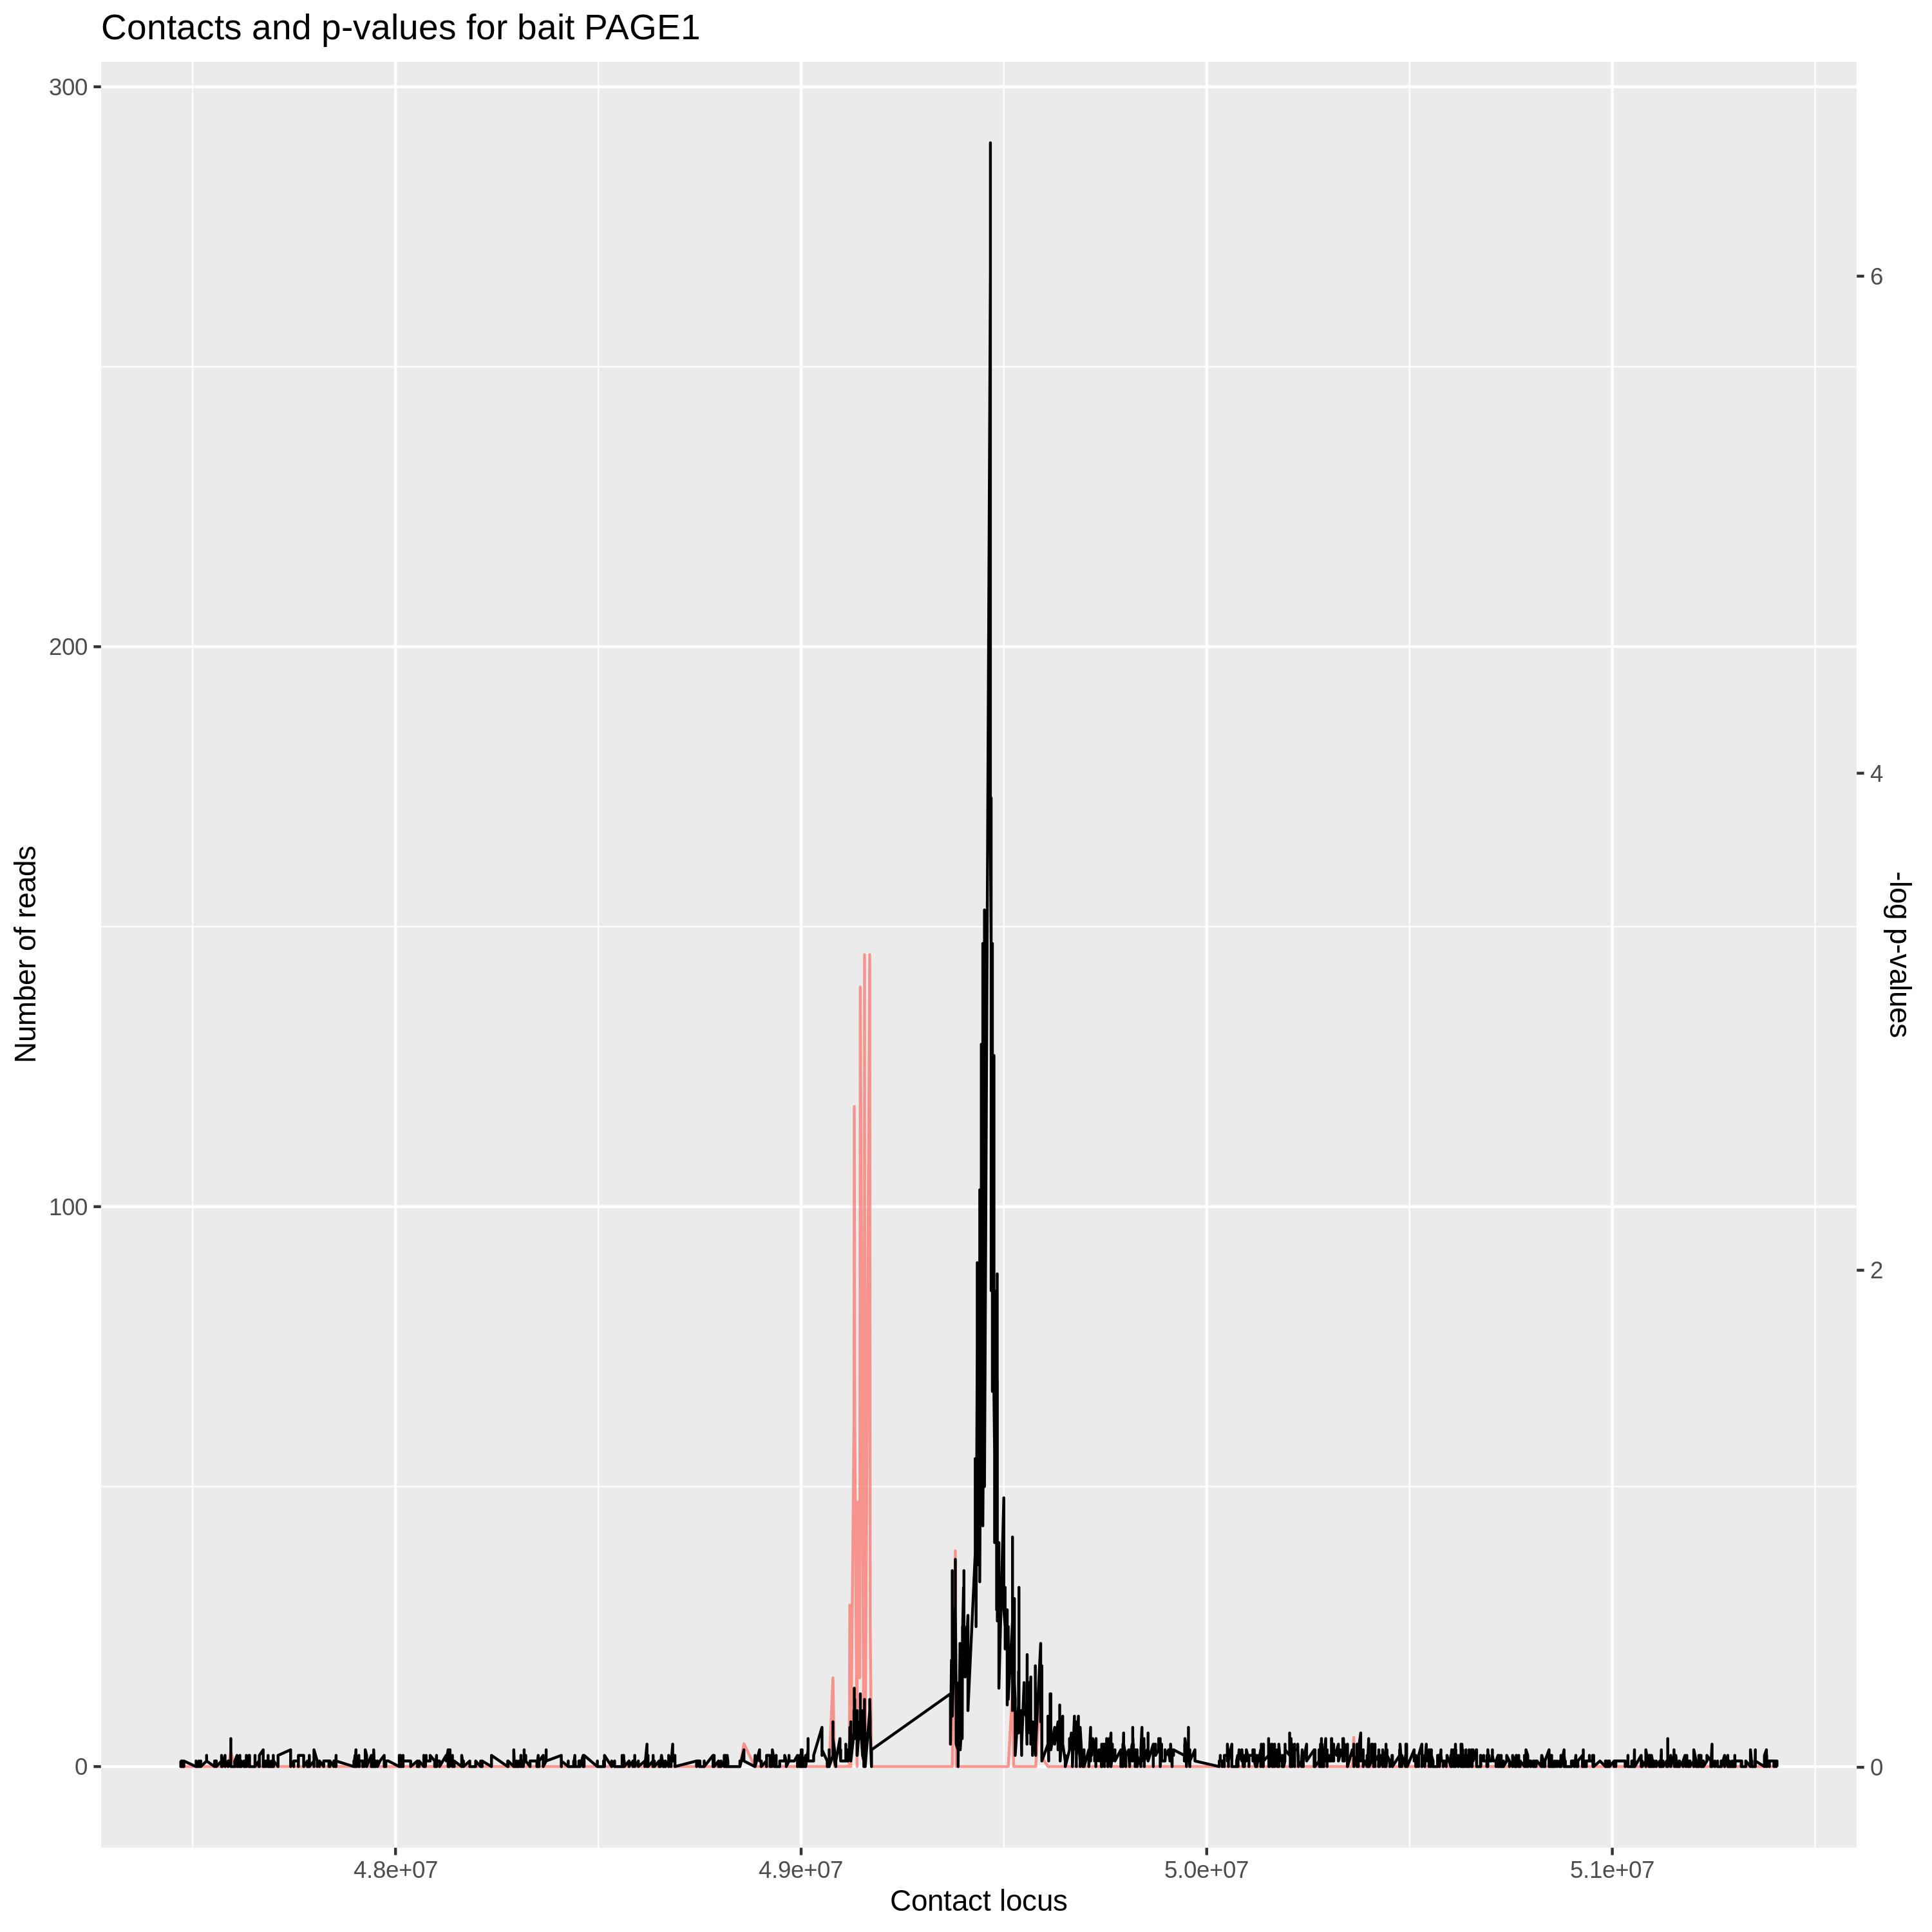 Contacts and p-values for bait PAGE1
300
200
100
0
Number of reads
6
4
2
0
-log p-values
4.8e+07
4.9e+07
5.0e+07
5.1e+07
Contact locus